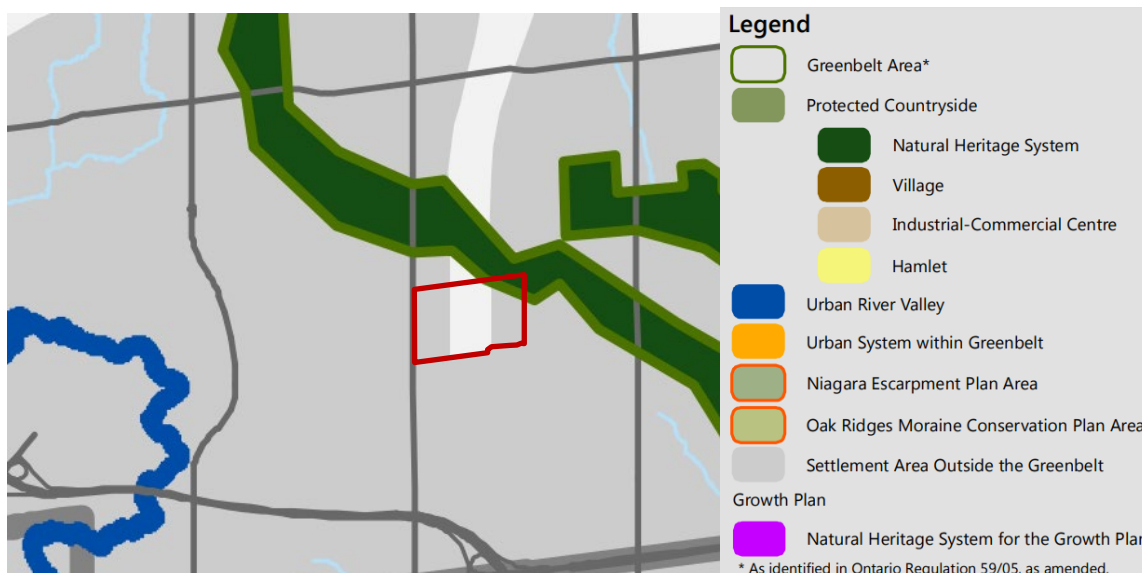 Legend
Greenbelt Area*
Protected Countryside
Natural Heritage System
Village
Industrial-Commercial Centre
Hamlet
Urban River Valley
Urban System within Greenbelt
Niagara Escarpment Plan Area
Oak Ridges Moraine Conservation Plan Area
Settlement Area Outside the Greenbelt
Growth Plan
Natural Heritage System for the Growth Plan
* As identified in Ontario Regulation 59/05, as amended.